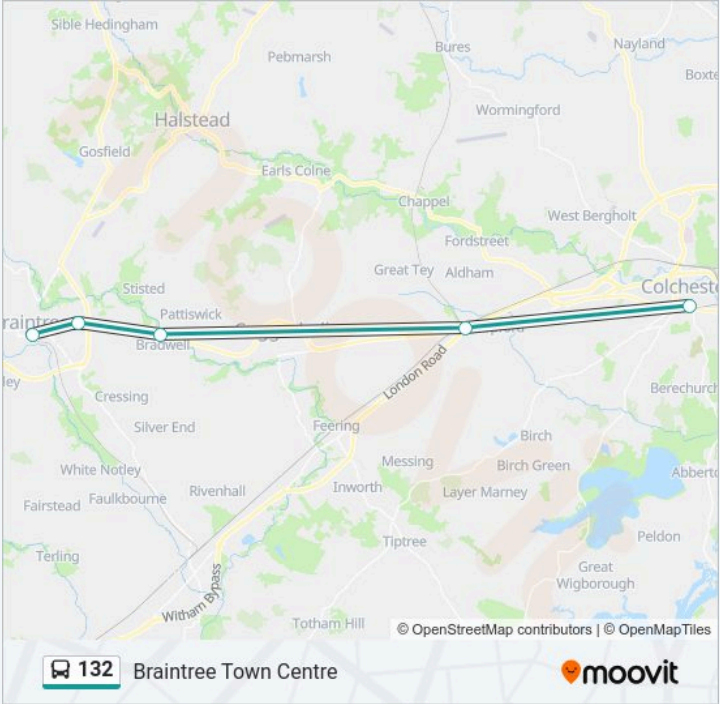 Sible Hedingham
Bures
Nayland
Pebmarsh
Boxte
Wormingford
Halstead
Gosfield
Earls Colne
Chappel
West Bergholt
Fordstreet
Great Tey
Aldham
Stisted
Colcheste
Pattiswick
raintre
Bradwell
London Road
ley
Cressing
Berechurch
Silver End
Feering
Birch
Messing
Birch Green
White Notley
Abberto
Rivenhall
Inworth
Layer Marney
Faulkbourne
Fairstead
Peldon
Tiptree
Terling
Great
Wigborough
Witham Bypass
Totham Hill
© OpenStreetMap contributors | © OpenMapTiles
132 Braintree Town Centre
moovit